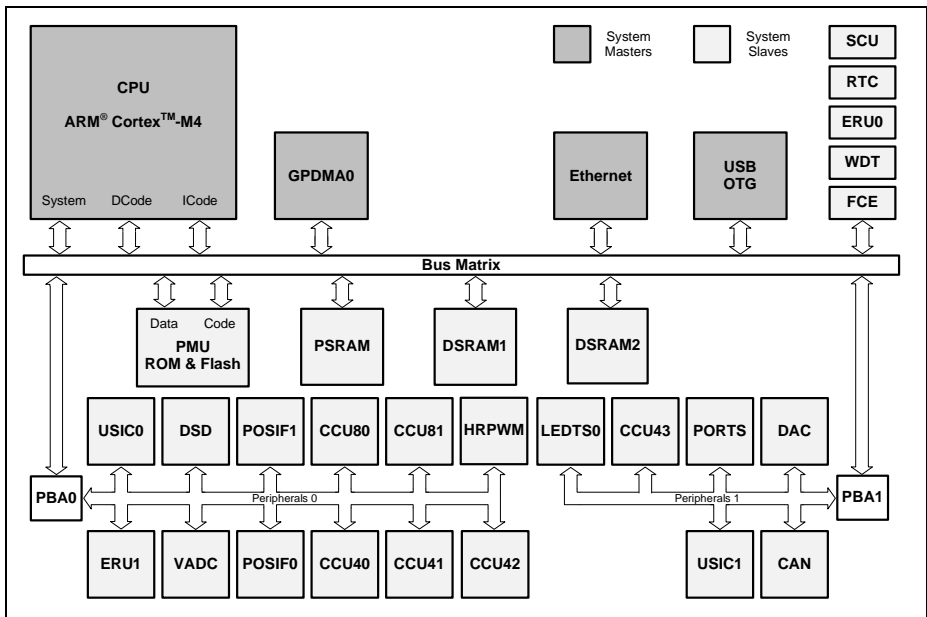 CPU
ARM® Cortex™-M4
System DCode ICode
GPDMA0
Ethernet
USB
OTG
System
Masters
System
Slaves
SCU
RTC
ERU0
WDT
FCE
Bus Matrix
Data Code
PMU
ROM & Flash
PSRAM
DSRAM1
DSRAM2
USIC0
DSD
POSIF1
CCU80
CCU81
HRPWM
LEDTS0
CCU43
PORTS
DAC
PBA0
Peripherals 0
Peripherals 1
PBA1
ERU1
VADC
POSIF0
CCU40
CCU41
CCU42
USIC1
CAN